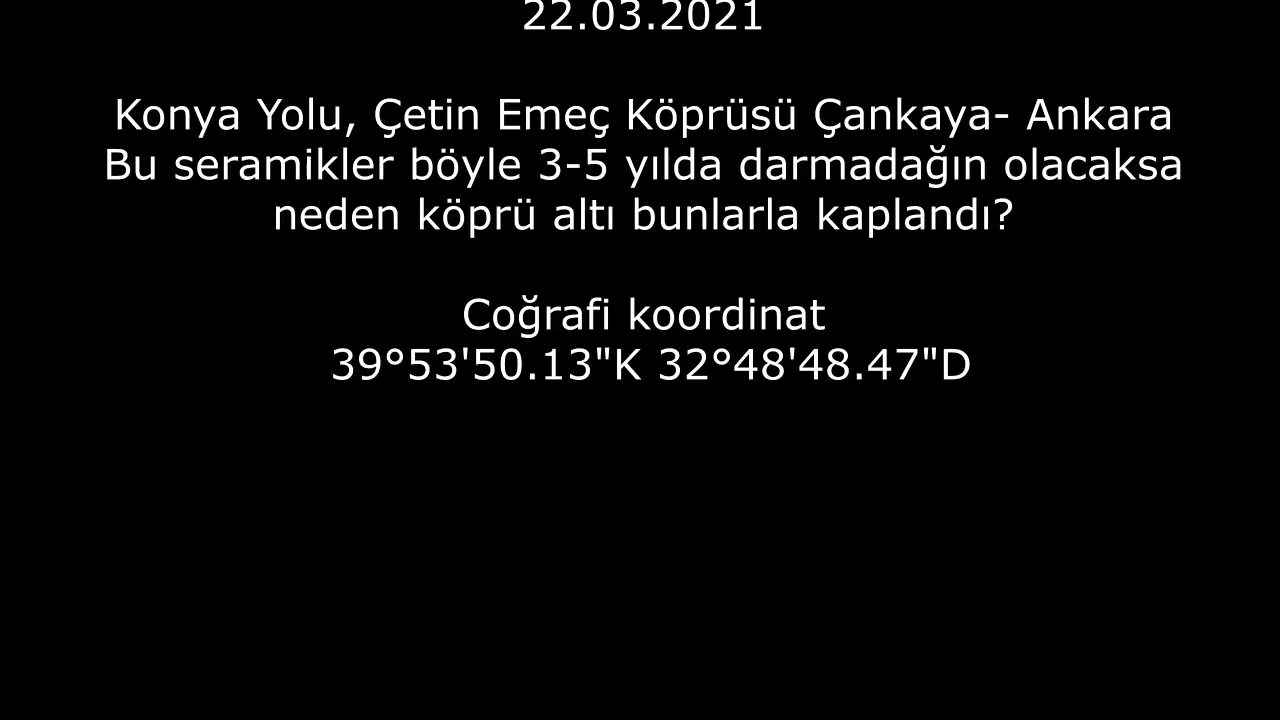 22.03.2021
Konya Yolu, Çetin Emeç Köprüsü Çankaya- Ankara
Bu seramikler böyle 3-5 yılda darmadağın olacaksa
neden köprü altı bunlarla kaplandı?
Coğrafi koordinat
39°53'50.13"K 32°48'48.47"D